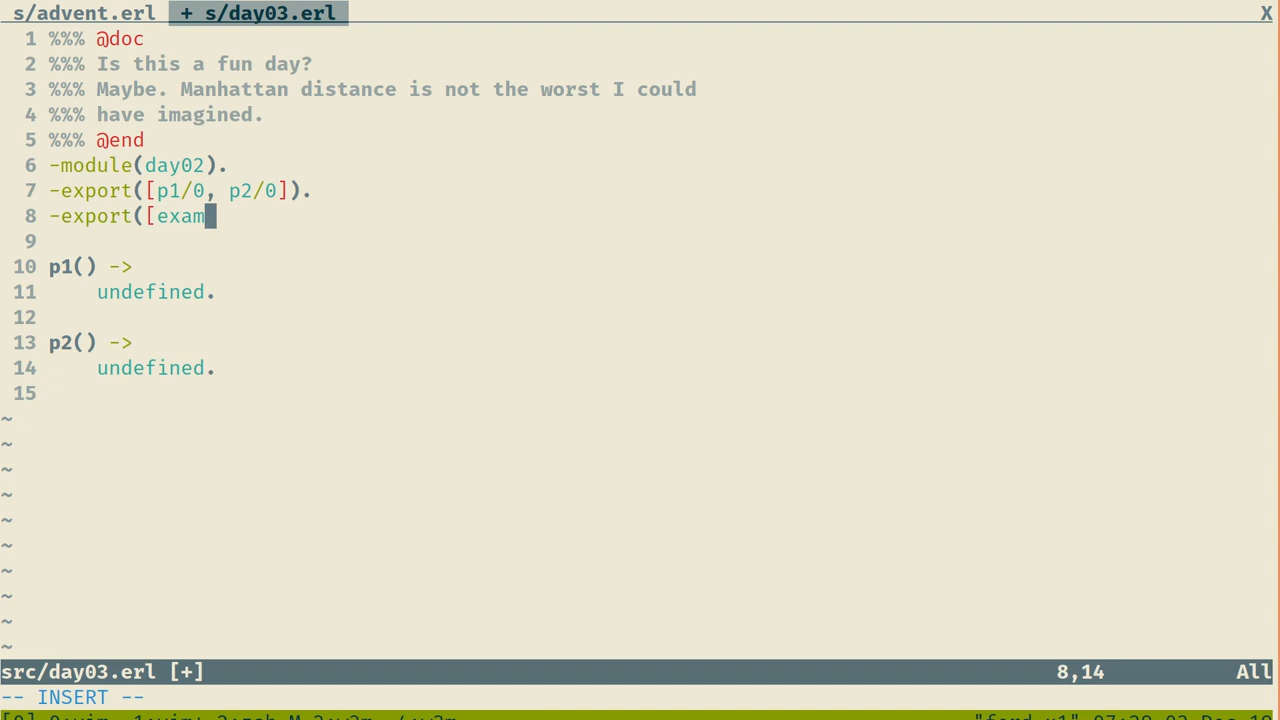 s/advent.erl + s/day03.erl X
1 %%% @doc
2 %%% Is this a fun day?
3 %%% Maybe. Manhattan distance is not the worst I could
4 %%% have imagined.
5 %%% @end
6 -module(day02).
7 -export([p1/0, p2/0]).
8 -export([exam
9
10 p1() ->
11     undefined.
12
13 p2() ->
14     undefined.
15
~
~
~
~
~
~
~
~
~
~
src/day03.erl [+] 8,14 All
-- INSERT --